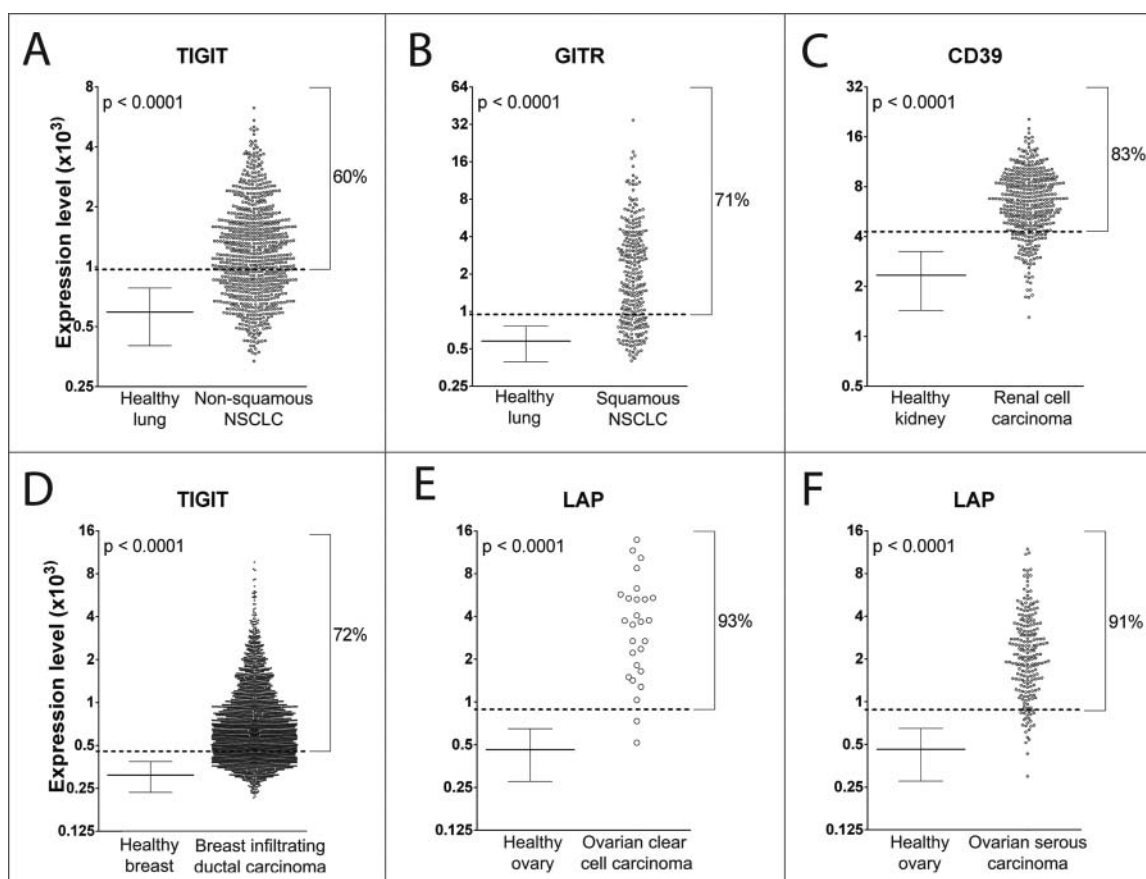 A
TIGIT
p < 0.0001
Expression level (x10³)
8
4
2
1
0.5
0.25
60%
Healthy
lung
Non-squamous
NSCLC
B
GITR
p < 0.0001
64
32
16
8
4
2
1
0.5
0.25
71%
Healthy
lung
Squamous
NSCLC
C
CD39
p < 0.0001
32
16
8
4
2
1
0.5
83%
Healthy
kidney
Renal cell
carcinoma
D
TIGIT
p < 0.0001
Expression level (x10³)
16
8
4
2
1
0.5
0.25
0.125
72%
Healthy
breast
Breast infiltrating
ductal carcinoma
E
LAP
p < 0.0001
16
8
4
2
1
0.5
0.25
0.125
93%
Healthy
ovary
Ovarian clear
cell carcinoma
F
LAP
p < 0.0001
16
8
4
2
1
0.5
0.25
0.125
91%
Healthy
ovary
Ovarian serous
carcinoma